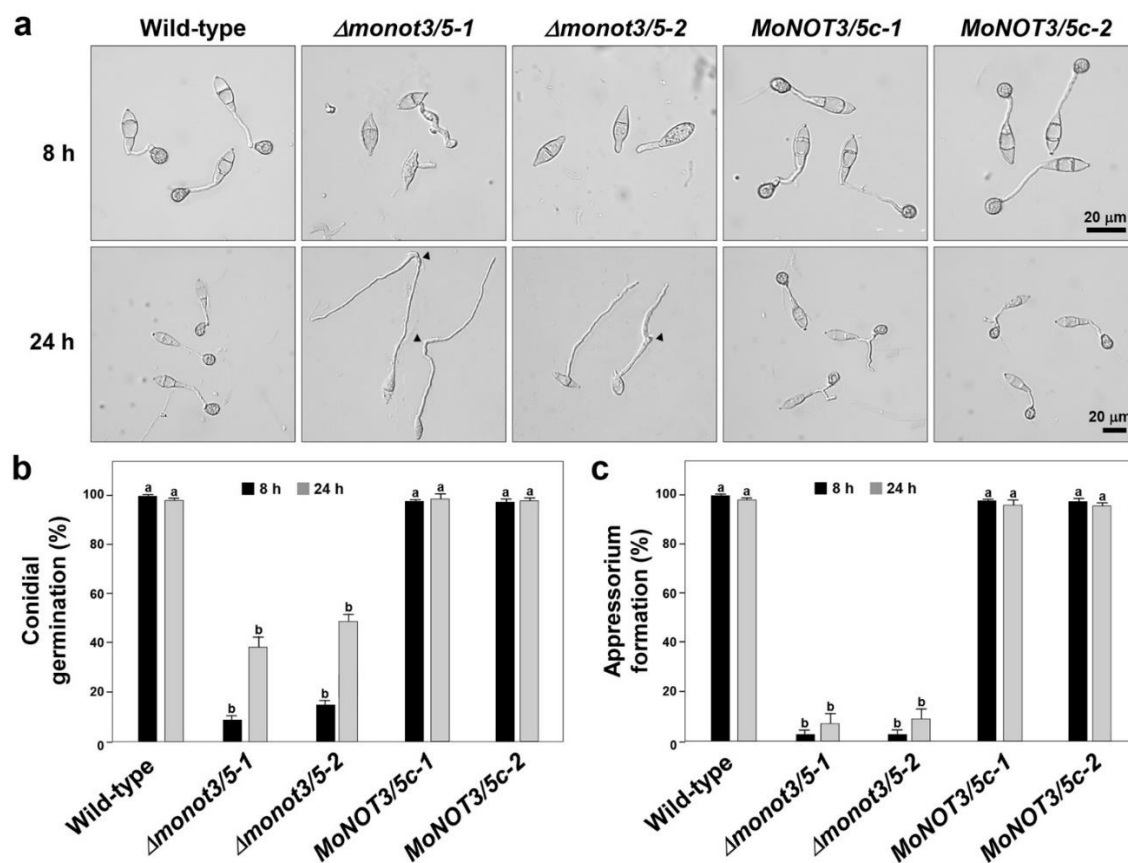 a
Wild-type Δmonot3/5-1 Δmonot3/5-2 MoNOT3/5c-1 MoNOT3/5c-2
8 h
20 μm
24 h
20 μm
b
Conidial
germination (%)
100
80
60
40
20
0
8 h 24 h
a a b b b b a a a a
Wild-type
Δmonot3/5-1
Δmonot3/5-2
MoNOT3/5c-1
MoNOT3/5c-2
c
Appressorium
formation (%)
100
80
60
40
20
0
8 h 24 h
a a b b b b a a a a
Wild-type
Δmonot3/5-1
Δmonot3/5-2
MoNOT3/5c-1
MoNOT3/5c-2